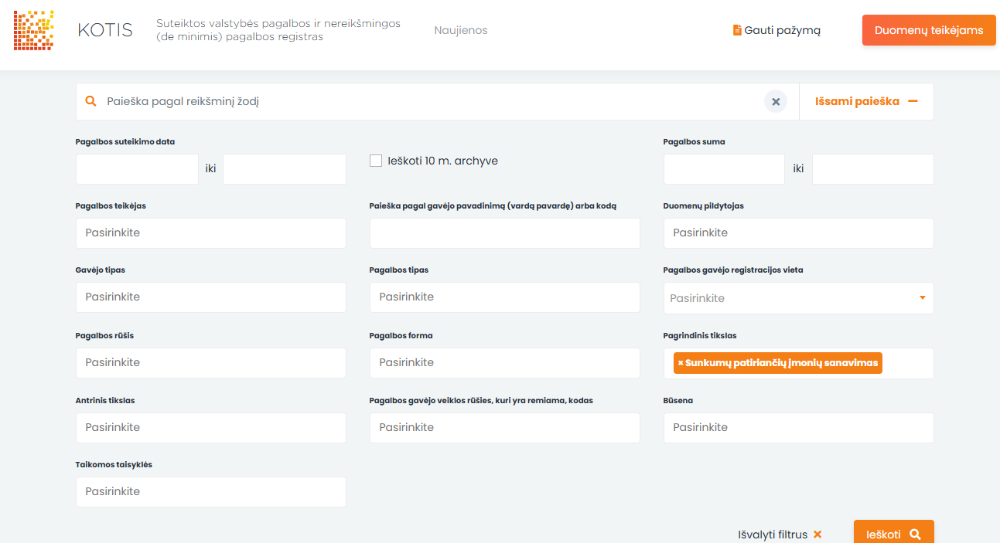 KOTIS
Suteiktos valstybės pagalbos ir nereikšmingos
(de minimis) pagalbos registras
Naujienos
Gauti pažymą
Duomenų teikėjams
Paieška pagal reikšminį žodį
Išsami paieška
Pagalbos suteikimo data
iki
Ieškoti 10 m. archyve
Pagalbos suma
iki
Pagalbos teikėjas
Pasirinkite
Paieška pagal gavėjo pavadinimą (vardą pavardę) arba kodą
Duomenų pildytojas
Pasirinkite
Gavėjo tipas
Pasirinkite
Pagalbos tipas
Pasirinkite
Pagalbos gavėjo registracijos vieta
Pasirinkite
Pagalbos rūšis
Pasirinkite
Pagalbos forma
Pasirinkite
Pagrindinis tikslas
× Sunkumų patiriančių įmonių sanavimas
Antrinis tikslas
Pasirinkite
Pagalbos gavėjo veiklos rūšies, kuri yra remiama, kodas
Pasirinkite
Būsena
Pasirinkite
Taikomos taisyklės
Pasirinkite
Išvalyti filtrus
Ieškoti